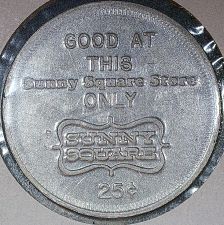 GOOD AT
THIS
Sunny Square Store
ONLY
SUNNY
SQUARE
25¢